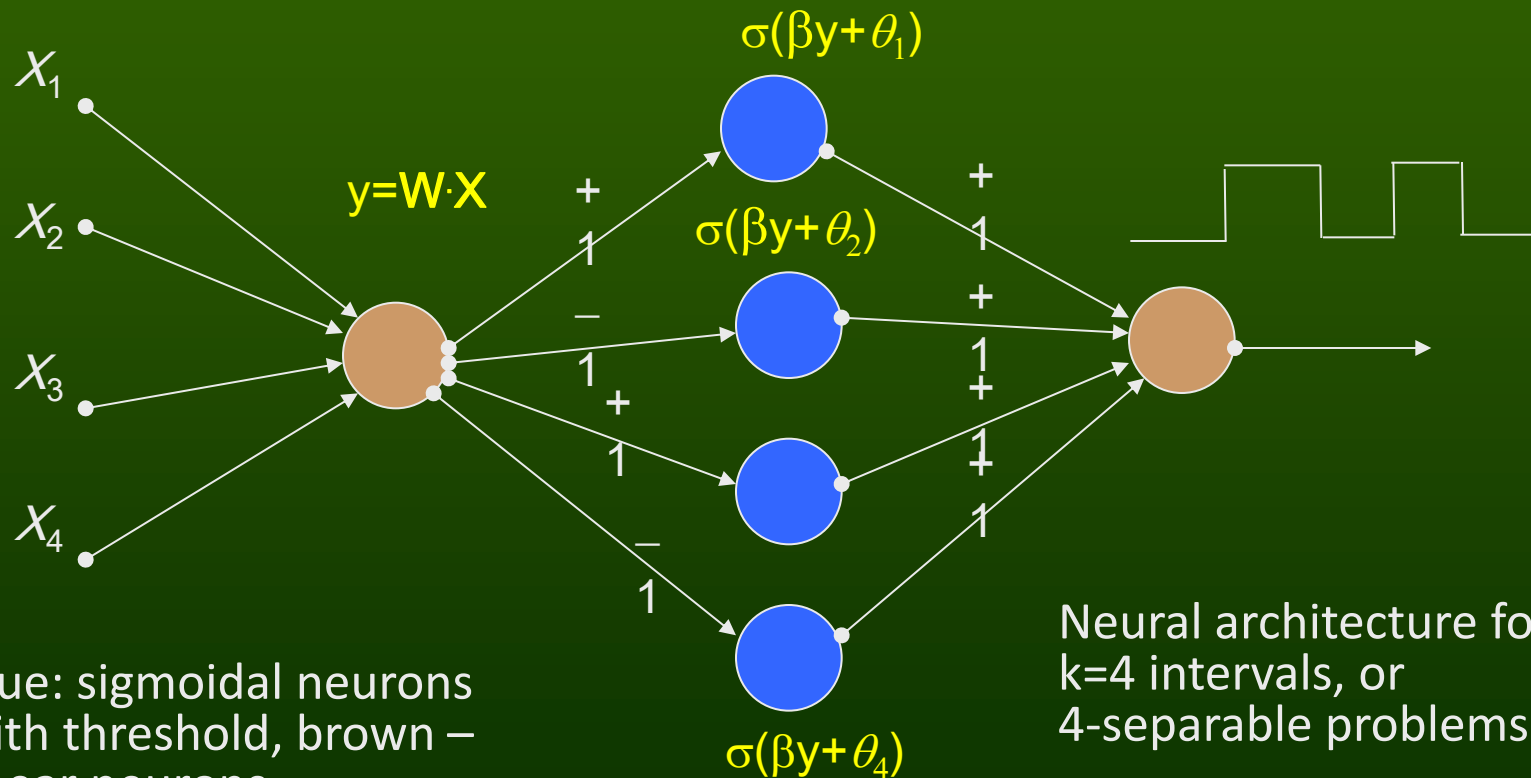 σ(βy+θ₁)
X₁
y=W·X
+
1
+
1
X₂
σ(βy+θ₂)
–
1
+
1
X₃
+
1
+
1
X₄
–
1
+
1
Neural architecture fo
k=4 intervals, or
4-separable problems
ue: sigmoidal neurons
ith threshold, brown –
neurons
σ(βy+θ₄)